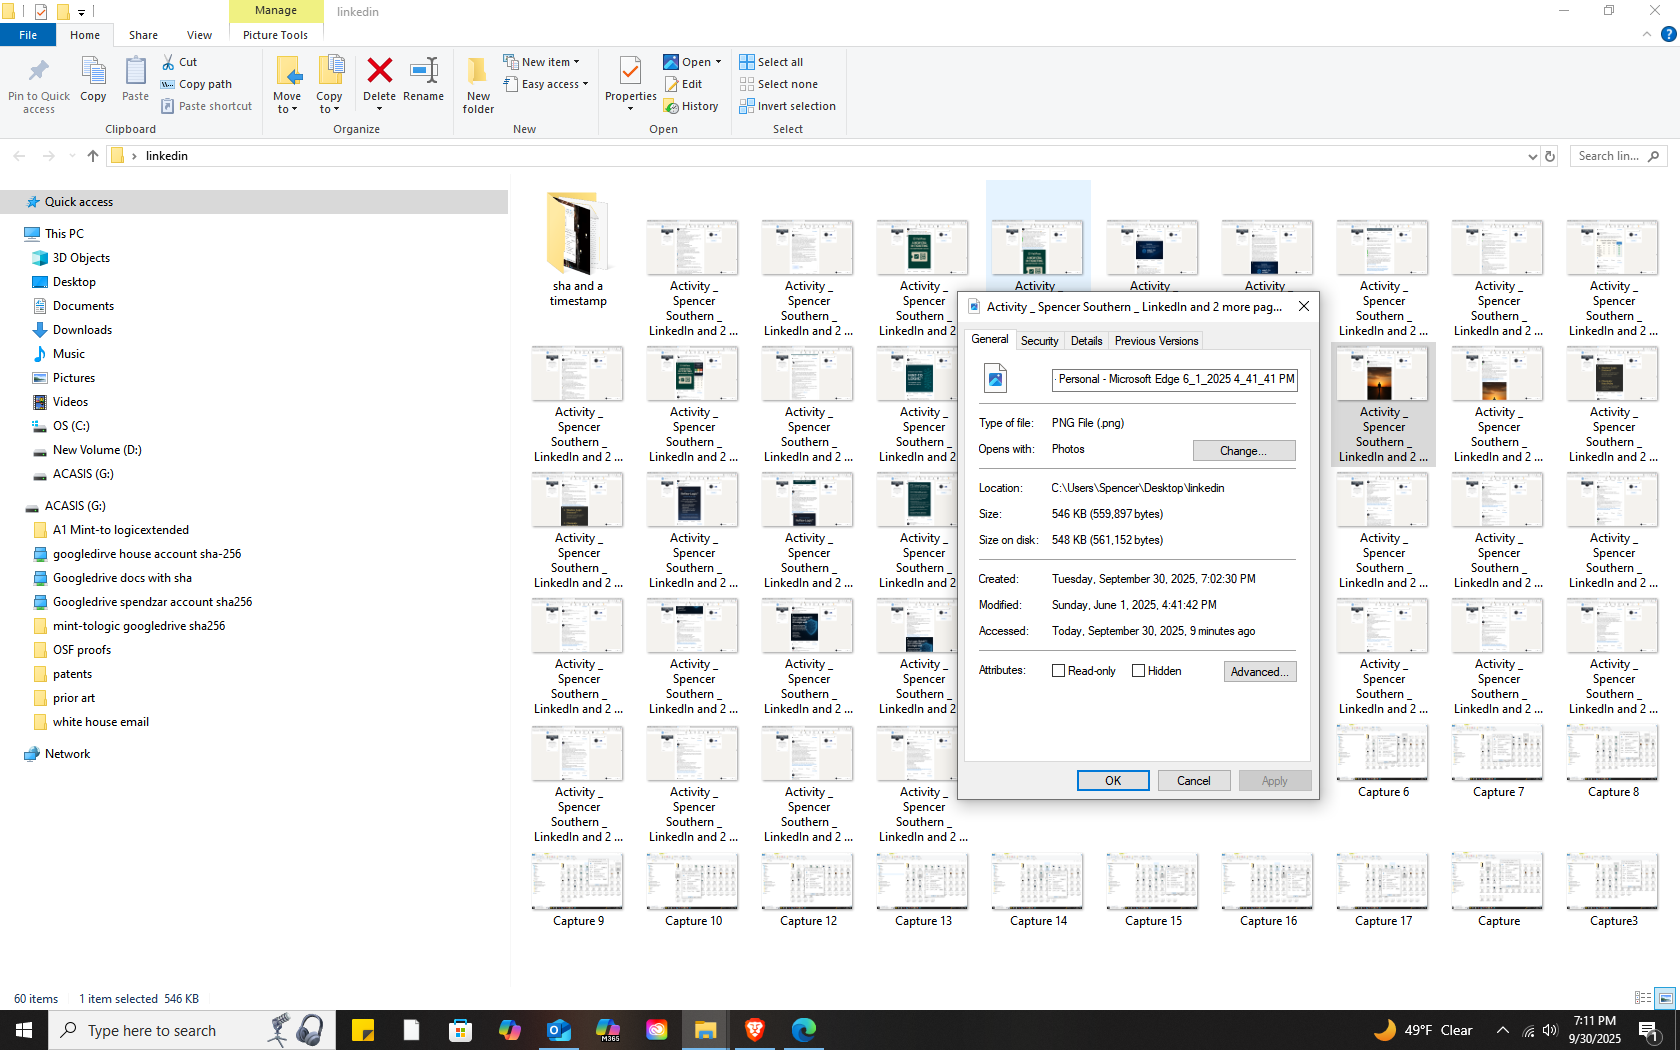 Manage
linkedin
File
Home
Share
View
Picture Tools
Pin to Quick
access
Copy
Paste
Cut
Copy path
Paste shortcut
Move
to
Copy
to
Delete
Rename
New
folder
New item
Easy access
Properties
Open
Edit
History
Select all
Select none
Invert selection
Clipboard
Organize
New
Open
Select
linkedin
Search lin...
Quick access
This PC
3D Objects
Desktop
Documents
Downloads
Music
Pictures
Videos
OS (C:)
New Volume (D:)
ACASIS (G:)
ACASIS (G:)
A1 Mint-to logicextended
googledirve house account sha-256
Googledrive docs with sha
Googledrive spendzar account sha256
mint-tologic googledrive sha256
OSF proofs
patents
prior art
white house email
Network
sha and a
timestamp
Activity _
Spencer
Southern _
LinkedIn and 2 ...
Activity _
Spencer
Southern _
LinkedIn and 2 ...
Activity _
Spencer
Southern _
LinkedIn and 2
Activity _
Activity _
Activity _
Activity _
Spencer
Southern _
LinkedIn and 2 ...
Activity _
Spencer
Southern _
LinkedIn and 2 ...
Activity _
Spencer
Southern _
LinkedIn and 2 ...
Activity _
Spencer
Southern _
LinkedIn and 2 ...
Activity _
Spencer
Southern _
LinkedIn and 2 ...
Activity _
Spencer
Southern _
LinkedIn and 2 ...
Activity _
Spencer
Southern _
LinkedIn and 2
Activity _
Spencer
Southern _
LinkedIn and 2 ...
Activity _
Spencer
Southern _
LinkedIn and 2 ...
Activity _
Spencer
Southern _
LinkedIn and 2 ...
Activity _
Spencer
Southern _
LinkedIn and 2 ...
Activity _
Spencer
Southern _
LinkedIn and 2 ...
Activity _
Spencer
Southern _
LinkedIn and 2 ...
Activity _
Spencer
Southern _
LinkedIn and 2
Activity _
Spencer
Southern _
LinkedIn and 2 ...
Activity _
Spencer
Southern _
LinkedIn and 2 ...
Activity _
Spencer
Southern _
LinkedIn and 2 ...
Activity _
Spencer
Southern _
LinkedIn and 2 ...
Activity _
Spencer
Southern _
LinkedIn and 2 ...
Activity _
Spencer
Southern _
LinkedIn and 2 ...
Activity _
Spencer
Southern _
LinkedIn and 2
Activity _
Spencer
Southern _
LinkedIn and 2 ...
Activity _
Spencer
Southern _
LinkedIn and 2 ...
Activity _
Spencer
Southern _
LinkedIn and 2 ...
Activity _
Spencer
Southern _
LinkedIn and 2 ...
Activity _
Spencer
Southern _
LinkedIn and 2 ...
Activity _
Spencer
Southern _
LinkedIn and 2 ...
Activity _
Spencer
Southern _
LinkedIn and 2 ...
Capture 6
Capture 7
Capture 8
Capture 9
Capture 10
Capture 12
Capture 13
Capture 14
Capture 15
Capture 16
Capture 17
Capture
Capture3
Activity _ Spencer Southern _ LinkedIn and 2 more pag...
General
Security
Details
Previous Versions
- Personal - Microsoft Edge 6_1_2025 4_41_41 PM
Type of file: PNG File (.png)
Opens with: Photos
Change...
Location: C:\Users\Spencer\Desktop\linkedin
Size: 546 KB (559,897 bytes)
Size on disk: 548 KB (561,152 bytes)
Created: Tuesday, September 30, 2025, 7:02:30 PM
Modified: Sunday, June 1, 2025, 4:41:42 PM
Accessed: Today, September 30, 2025, 9 minutes ago
Attributes: Read-only Hidden
Advanced...
OK
Cancel
Apply
60 items 1 item selected 546 KB
Type here to search
M365
49°F Clear
7:11 PM
9/30/2025
1